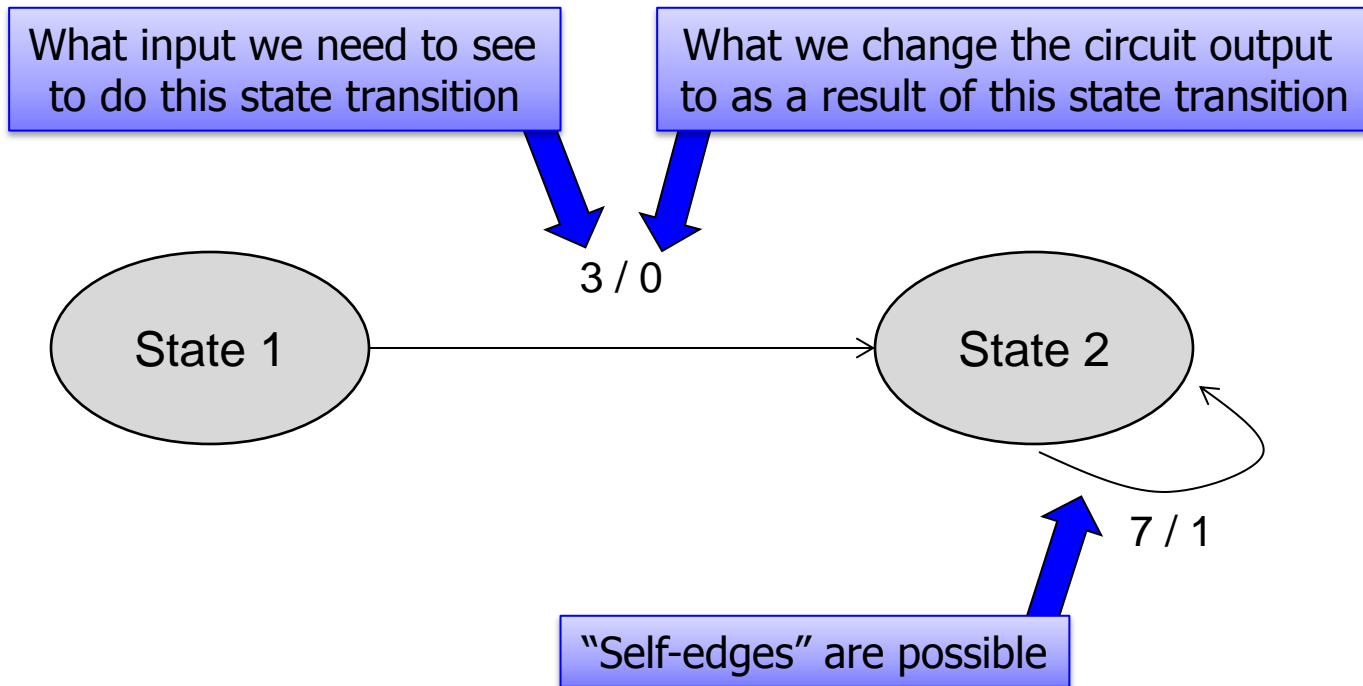 What input we need to see
to do this state transition
What we change the circuit output
to as a result of this state transition
3 / 0
State 1
State 2
7 / 1
“Self-edges” are possible